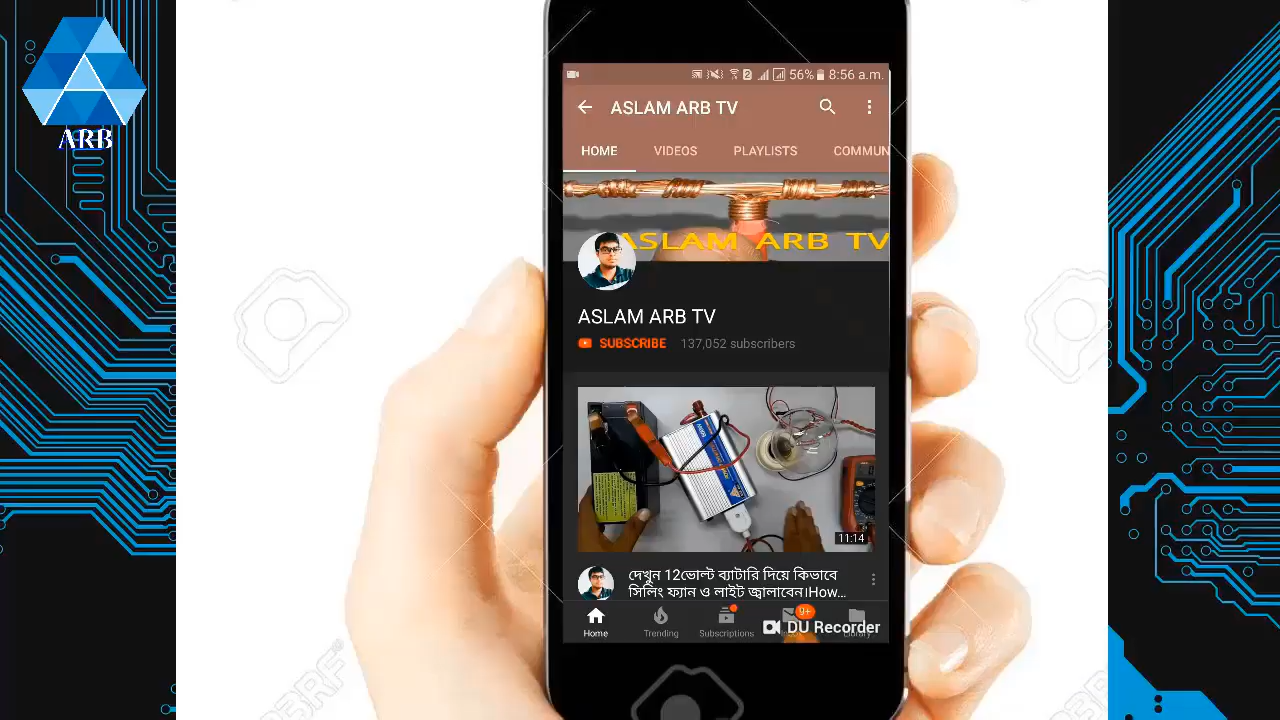 ARB
56% 8:56 a.m.
ASLAM ARB TV
HOME VIDEOS PLAYLISTS COMMUN
ASLAM ARB TV
ASLAM ARB TV
SUBSCRIBE 137,052 subscribers
11:14
দেখুন 12ভোল্ট ব্যাটারি দিয়ে কিভাবে
সিলিং ফ্যান ও লাইট জ্বালাবেন।How...
9+
DU Recorder
Home Trending Subscriptions Library